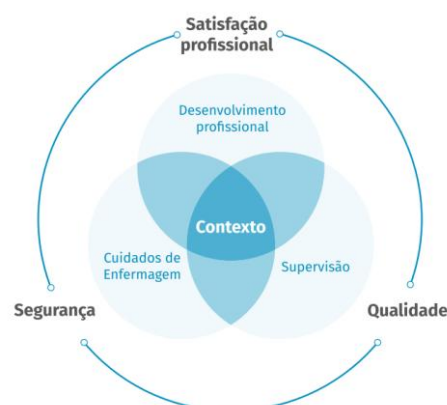 Satisfação
profissional
Desenvolvimento
profissional
Contexto
Cuidados de
Enfermagem
Supervisão
Segurança
Qualidade